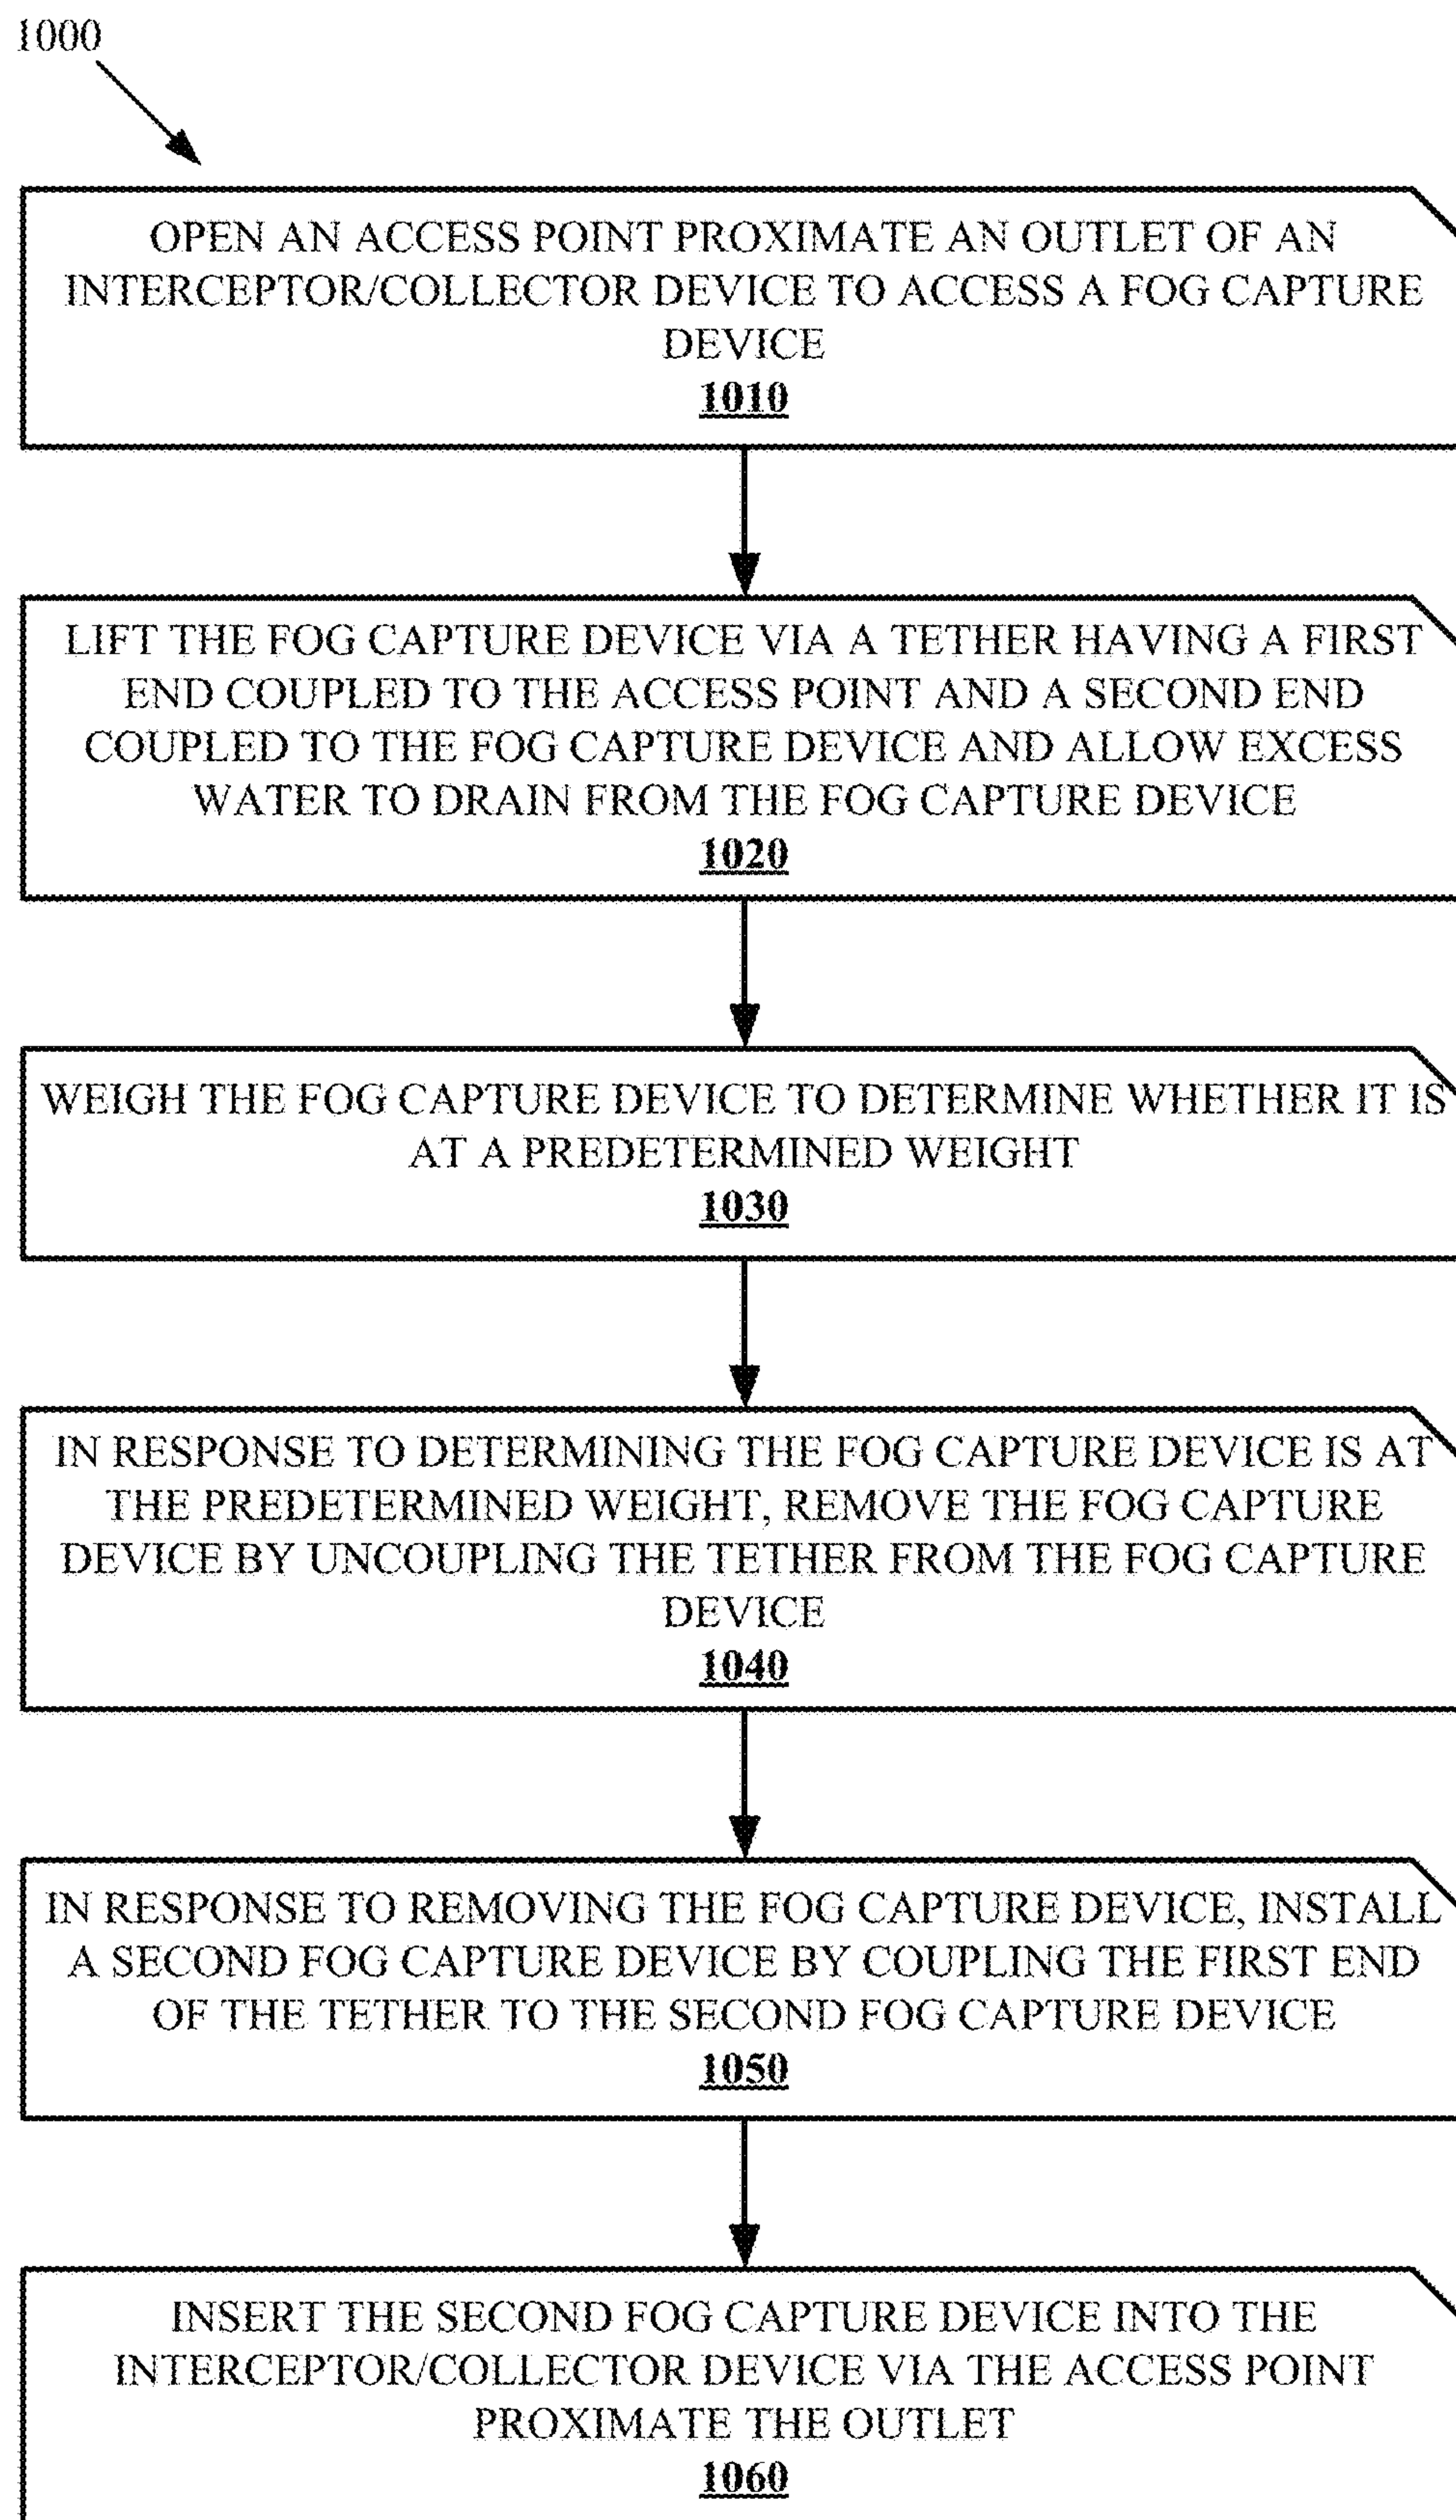 1000
OPEN AN ACCESS POINT PROXIMATE AN OUTLET OF AN
INTERCEPTOR/COLLECTOR DEVICE TO ACCESS A FOG CAPTURE
DEVICE
1010
LIFT THE FOG CAPTURE DEVICE VIA A TETHER HAVING A FIRST
END COUPLED TO THE ACCESS POINT AND A SECOND END
COUPLED TO THE FOG CAPTURE DEVICE AND ALLOW EXCESS
WATER TO DRAIN FROM THE FOG CAPTURE DEVICE
1020
WEIGH THE FOG CAPTURE DEVICE TO DETERMINE WHETHER IT IS
AT A PREDETERMINED WEIGHT
1030
IN RESPONSE TO DETERMINING THE FOG CAPTURE DEVICE IS AT
THE PREDETERMINED WEIGHT, REMOVE THE FOG CAPTURE
DEVICE BY UNCOUPLING THE TETHER FROM THE FOG CAPTURE
DEVICE
1040
IN RESPONSE TO REMOVING THE FOG CAPTURE DEVICE, INSTALL
A SECOND FOG CAPTURE DEVICE BY COUPLING THE FIRST END
OF THE TETHER TO THE SECOND FOG CAPTURE DEVICE
1050
INSERT THE SECOND FOG CAPTURE DEVICE INTO THE
INTERCEPTOR/COLLECTOR DEVICE VIA THE ACCESS POINT
PROXIMATE THE OUTLET
1060